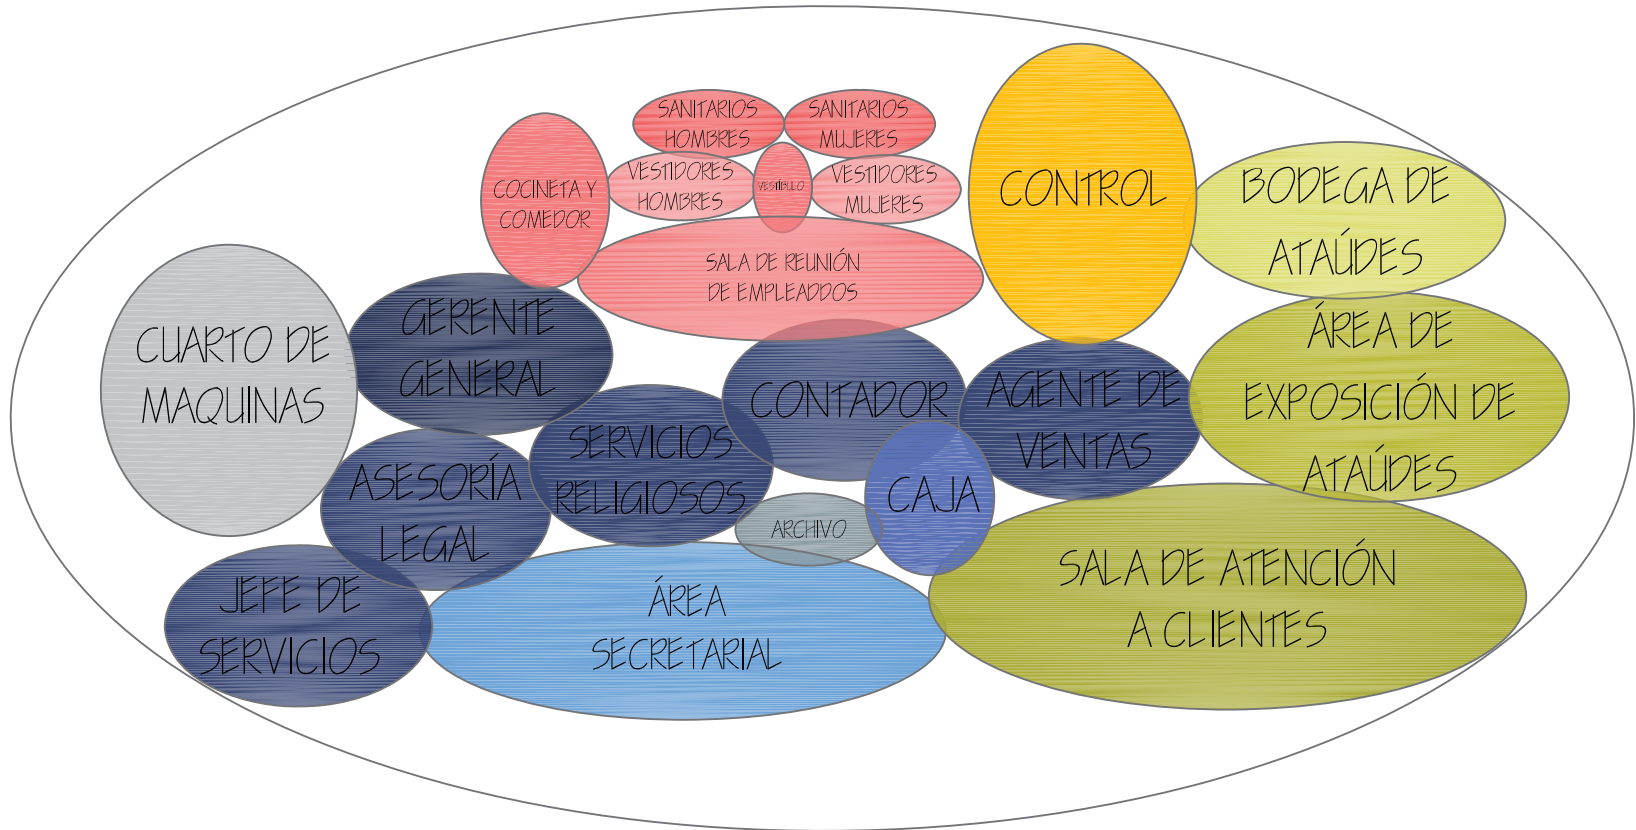 SANITARIOS
HOMBRES
SANITARIOS
MUJERES
COCINETA Y
COMEDOR
VESTIDORES
HOMBRES
VESTÍBULO
VESTIDORES
MUJERES
CONTROL
BODEGA DE
ATAÚDES
SALA DE REUNIÓN
DE EMPLEADDOS
CUARTO DE
MAQUINAS
GERENTE
GENERAL
CONTADOR
AGENTE DE
VENTAS
ÁREA DE
EXPOSICIÓN DE
ATAÚDES
SERVICIOS
RELIGIOSOS
ASESORÍA
LEGAL
ARCHIVO
CAJA
JEFE DE
SERVICIOS
ÁREA
SECRETARIAL
SALA DE ATENCIÓN
A CLIENTES